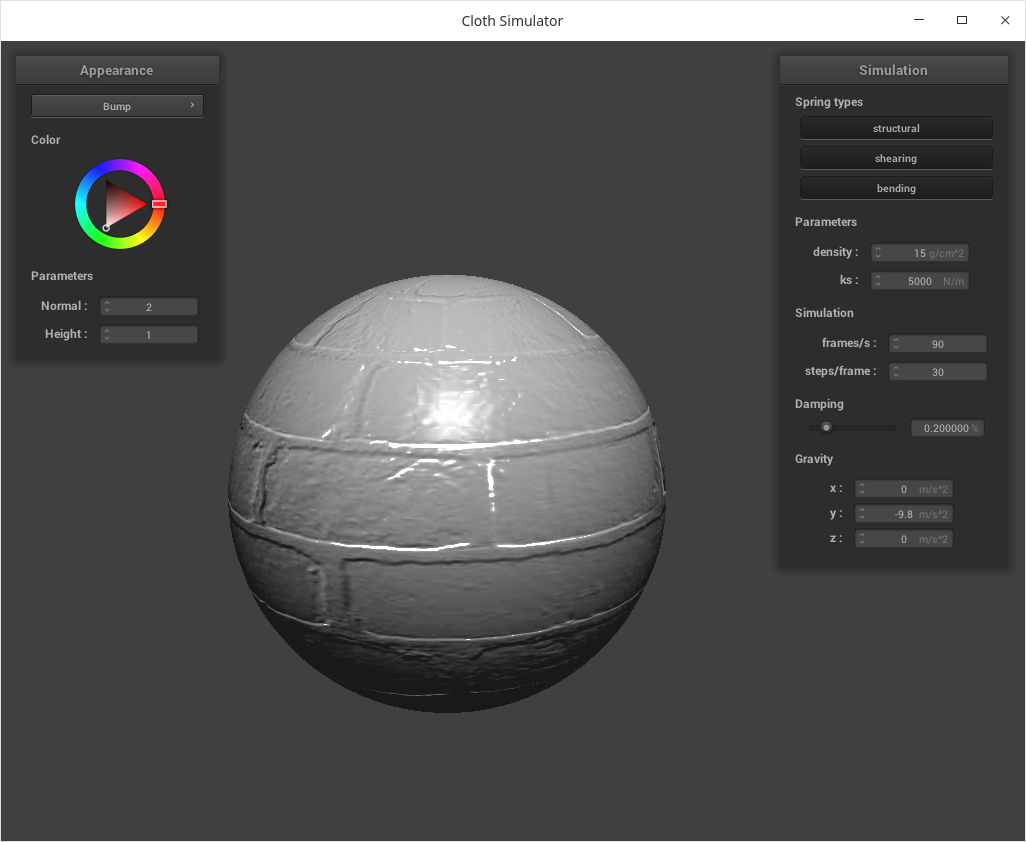 Cloth Simulator
Appearance
Bump
Color
Parameters
Normal : 2
Height : 1
Simulation
Spring types
structural
shearing
bending
Parameters
density : 15 g/cm^2
ks : 5000 N/m
Simulation
frames/s : 90
steps/frame : 30
Damping
0.200000 %
Gravity
x : 0 m/s^2
y : -9.8 m/s^2
z : 0 m/s^2